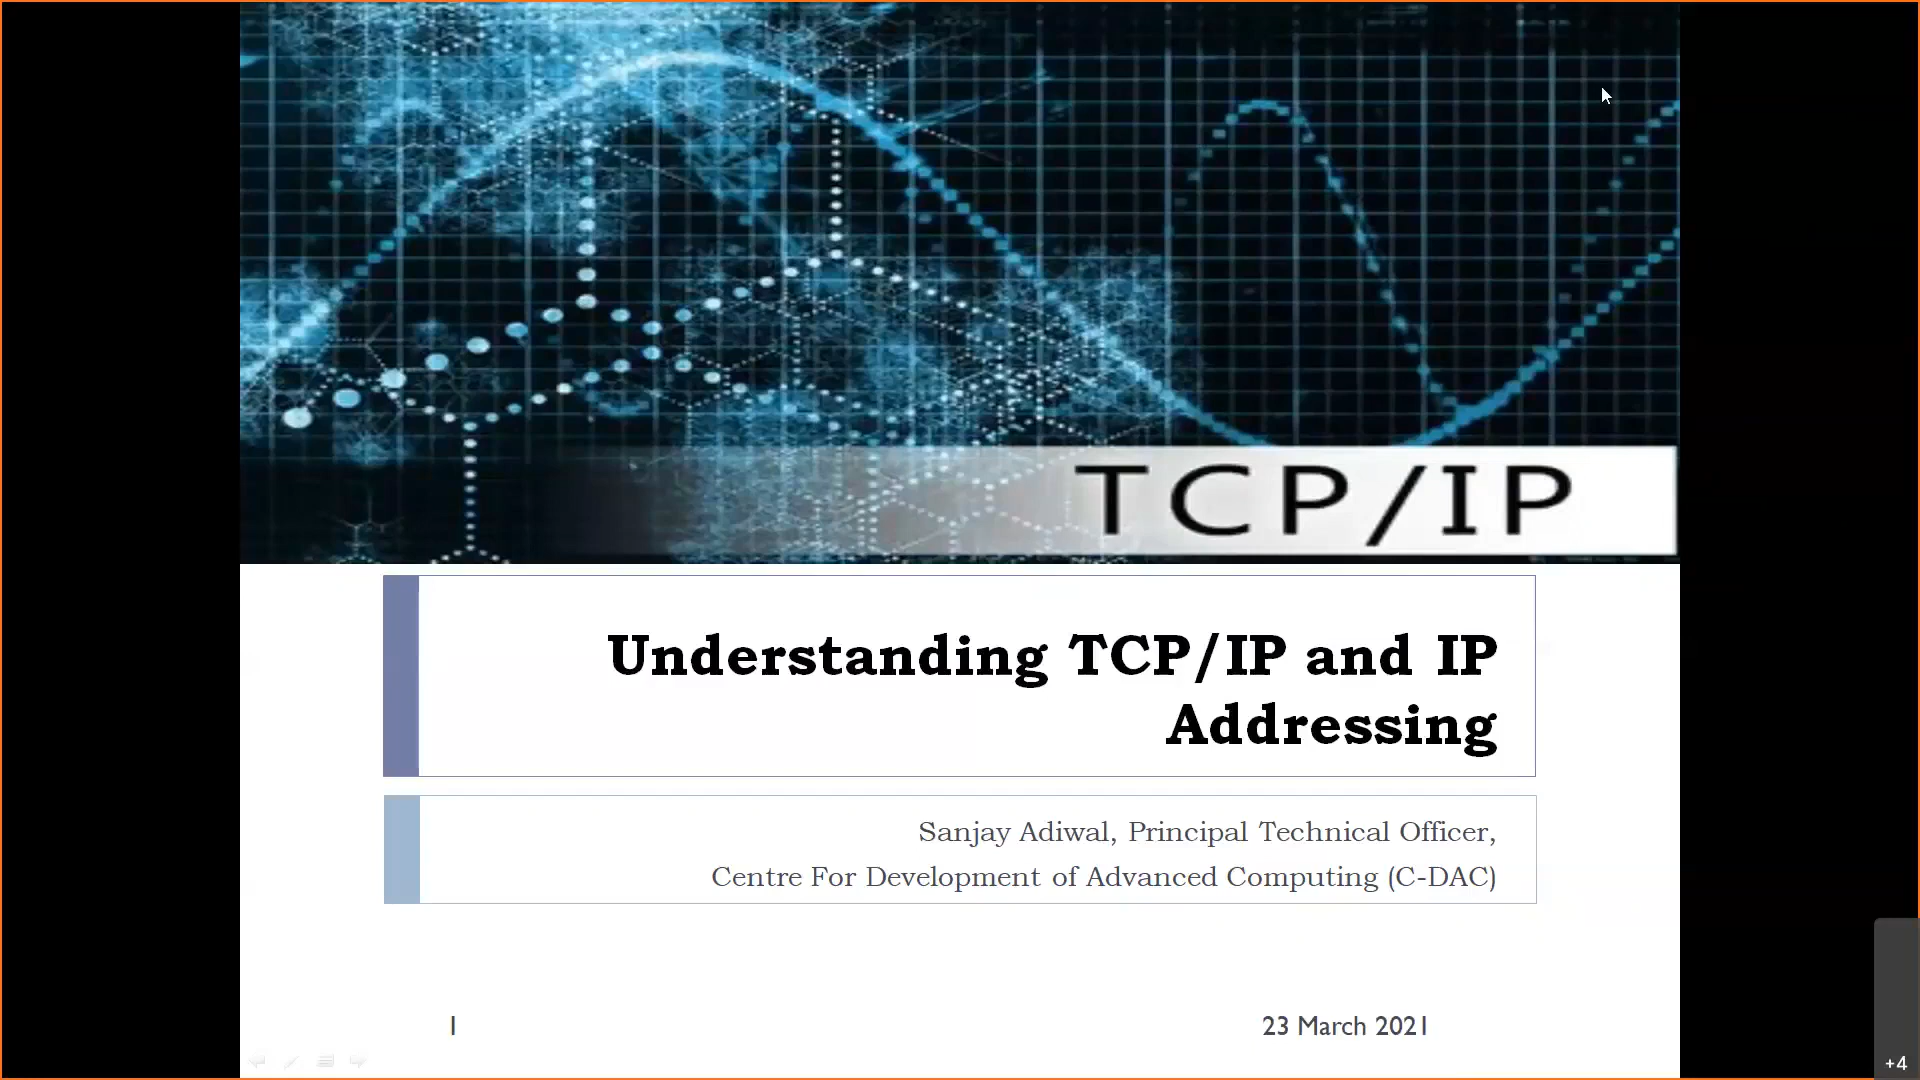 TCP/IP
Understanding TCP/IP and IP
Addressing
Sanjay Adiwal, Principal Technical Officer,
Centre For Development of Advanced Computing (C-DAC)
1
23 March 2021
+4